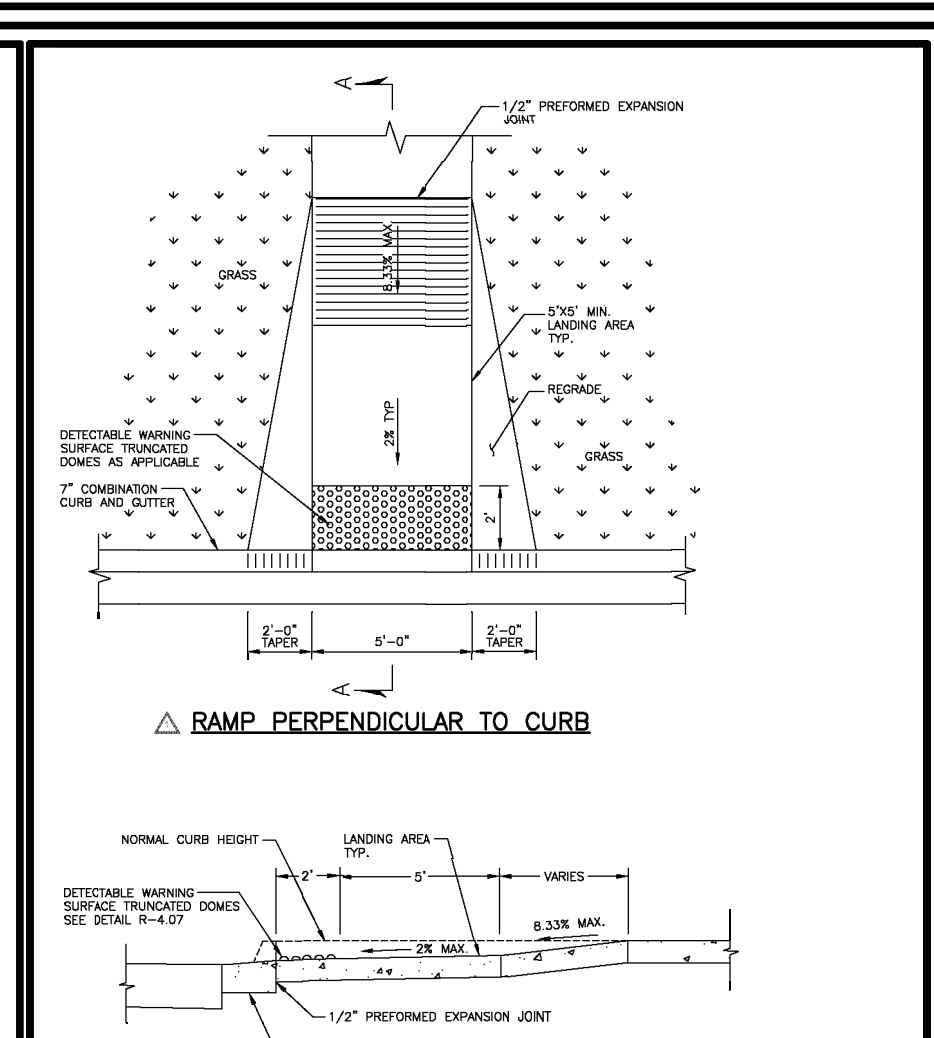 A
1/2" PREFORMED EXPANSION
JOINT
8.33% MAX.
GRASS
5'X5' MIN.
LANDING AREA
TYP.
REGRADE
2% TYP
DETECTABLE WARNING
SURFACE TRUNCATED
DOMES AS APPLICABLE
GRASS
7" COMBINATION
CURB AND GUTTER
2'
2'-0"
TAPER
5'-0"
2'-0"
TAPER
A
RAMP PERPENDICULAR TO CURB
NORMAL CURB HEIGHT
LANDING AREA
TYP.
2'
5'
VARIES
DETECTABLE WARNING
SURFACE TRUNCATED DOMES
SEE DETAIL R-4.07
8.33% MAX.
2% MAX.
1/2" PREFORMED EXPANSION JOINT